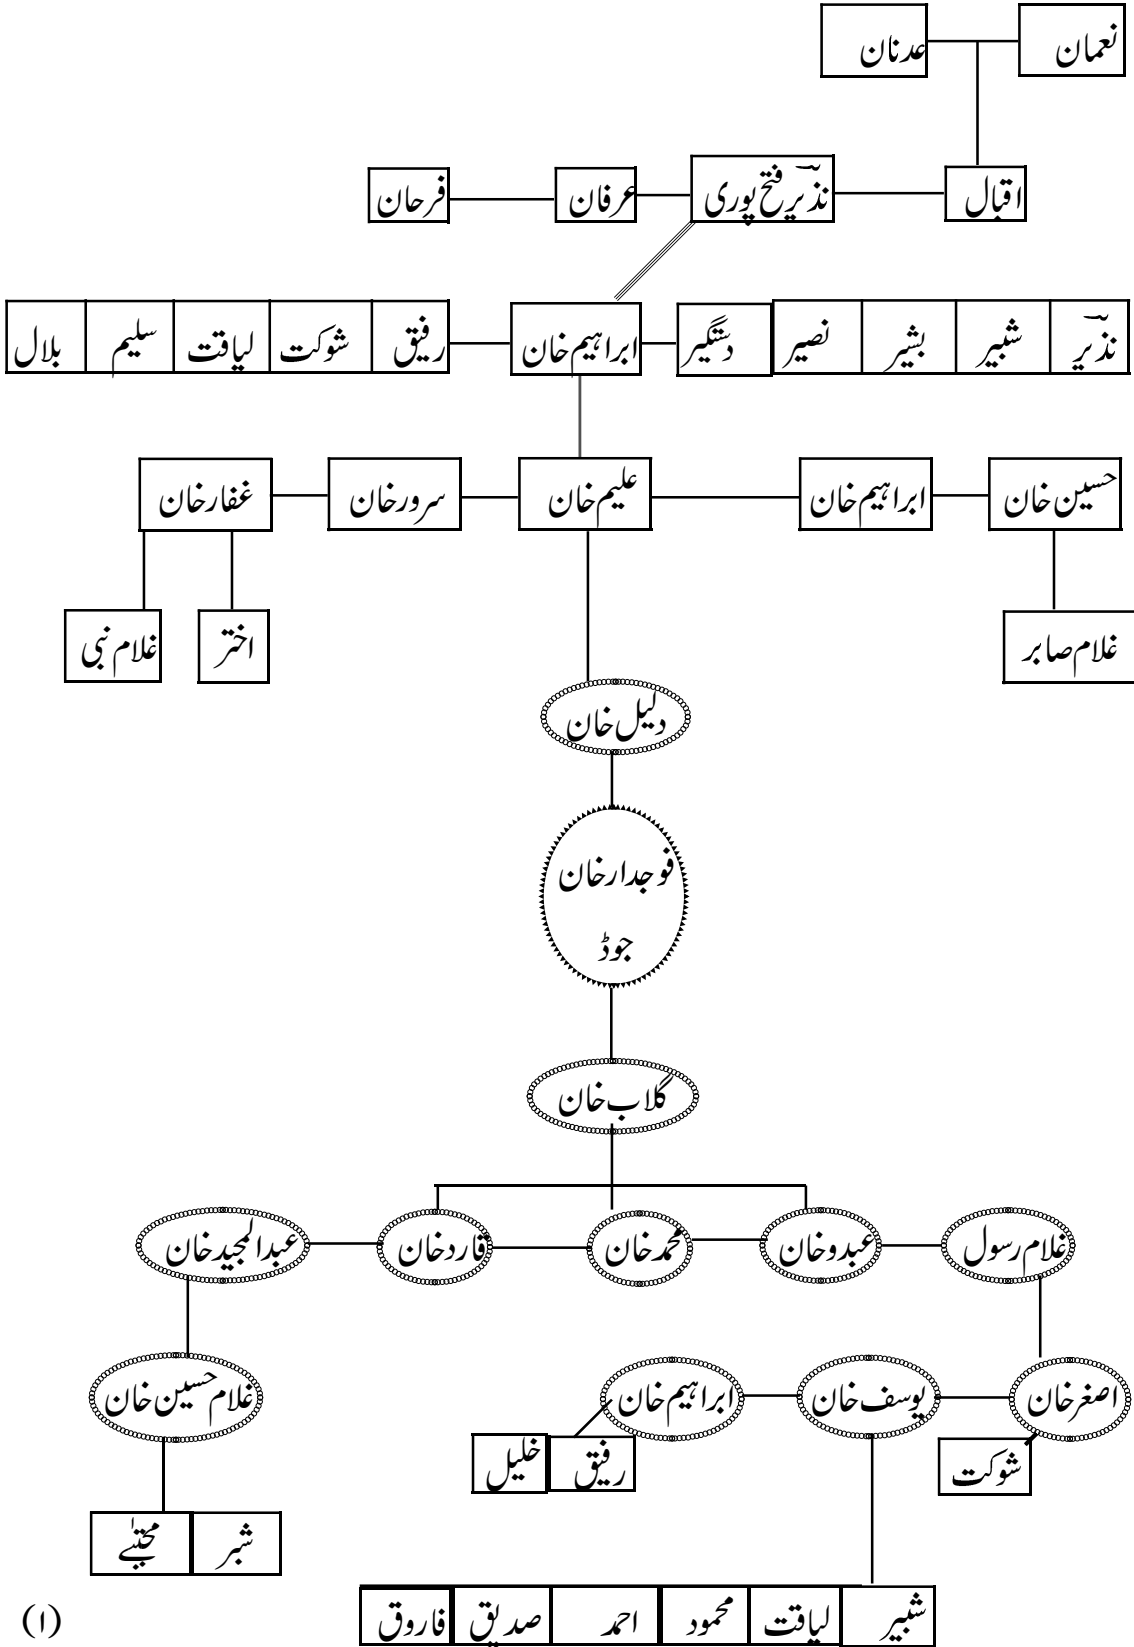 نعمان عدنان
اقبال نذیرؔ فتح پوری عرفان فرحان
نذیرؔ شبیر بشیر نصیر دستگیر ابراہیم خان رفیق شوکت لیاقت سلیم بلال
حسین خان ابراہیم خان علیم خان سرور خان غفار خان
غلام صابر اختر غلام نبی
دلیل خان
فوجدار خان
جوڈ
گلاب خان
غلام رسول عبدو خان محمد خان قارد خان عبدالمجید خان
اصغر خان یوسف خان ابراہیم خان غلام حسین خان
شوکت رفیق خلیل
شبر مجتبےٰ
شبیر لیاقت محمود احمد صدیق فاروق
(۱)